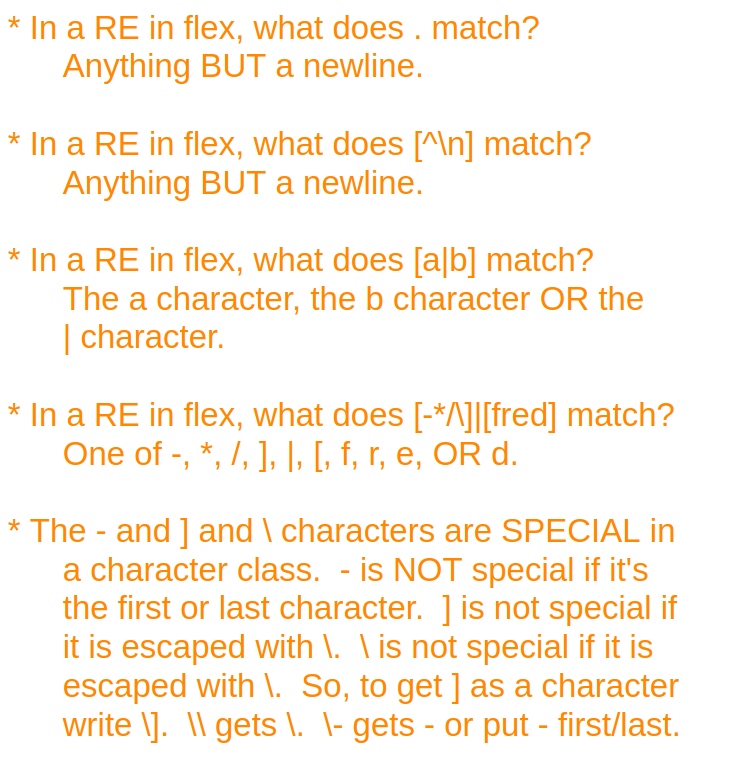 * In a RE in flex, what does . match?
Anything BUT a newline.
* In a RE in flex, what does [^\n] match?
Anything BUT a newline.
* In a RE in flex, what does [a|b] match?
The a character, the b character OR the
| character.
* In a RE in flex, what does [-*/\]|[fred] match?
One of -, *, /, ], |, [, f, r, e, OR d.
* The - and ] and \ characters are SPECIAL in
a character class.  - is NOT special if it's
the first or last character.  ] is not special if
it is escaped with \.  \ is not special if it is
escaped with \.  So, to get ] as a character
write \].  \\ gets \.  \- gets - or put - first/last.